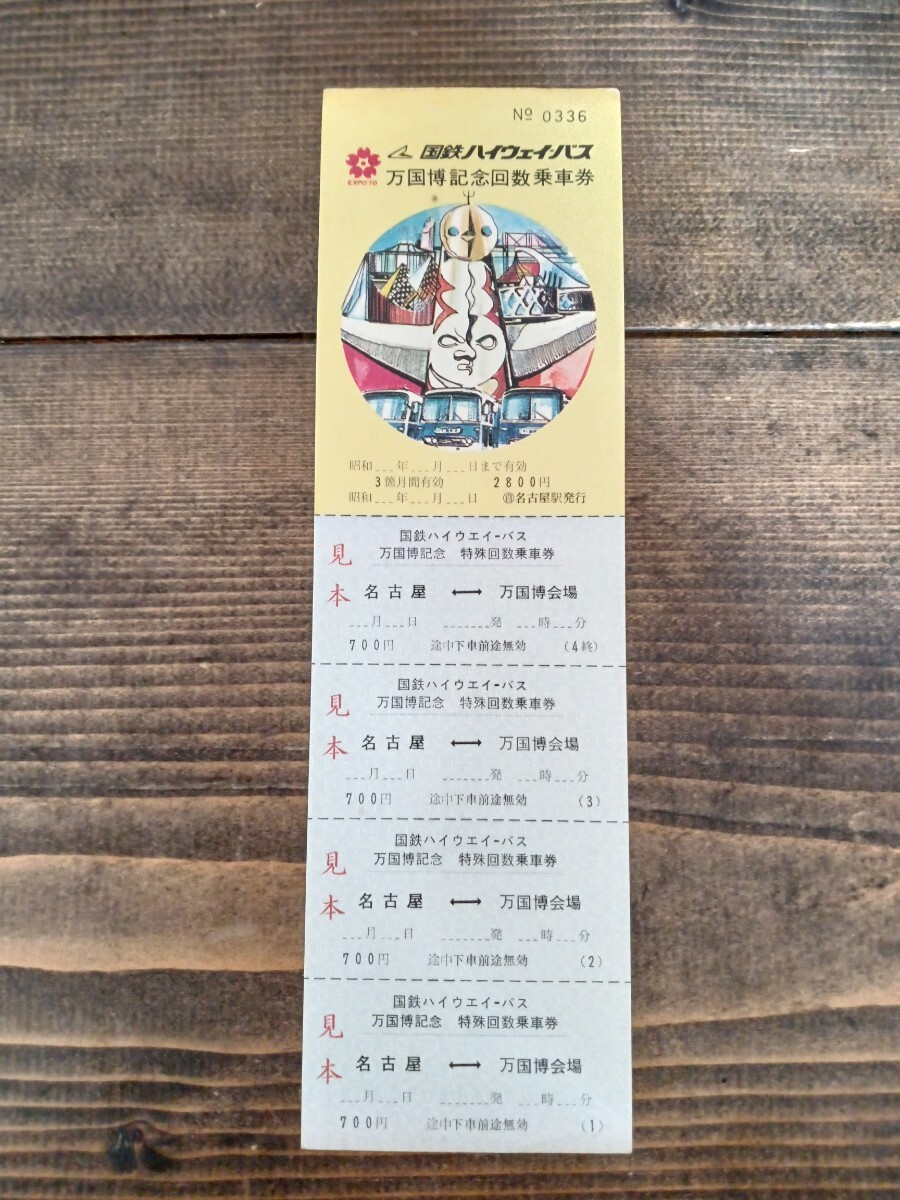 № 0336
国鉄ハイウェイ・バス
EXPO'70
万国博記念回数乗車券
昭和___年___月___日まで有効
3箇月間有効 2800円
昭和___年___月___日 名古屋駅発行
国鉄ハイウエイーバス
万国博記念 特殊回数乗車券
見本
名古屋 ⟷ 万国博会場
___月___日 _______発 ___時___分
700円 途中下車前途無効 (4終)
国鉄ハイウエイーバス
万国博記念 特殊回数乗車券
見本
名古屋 ⟷ 万国博会場
___月___日 _______発 ___時___分
700円 途中下車前途無効 (3)
国鉄ハイウエイーバス
万国博記念 特殊回数乗車券
見本
名古屋 ⟷ 万国博会場
___月___日 _______発 ___時___分
700円 途中下車前途無効 (2)
国鉄ハイウエイーバス
万国博記念 特殊回数乗車券
見本
名古屋 ⟷ 万国博会場
___月___日 _______発 ___時___分
700円 途中下車前途無効 (1)